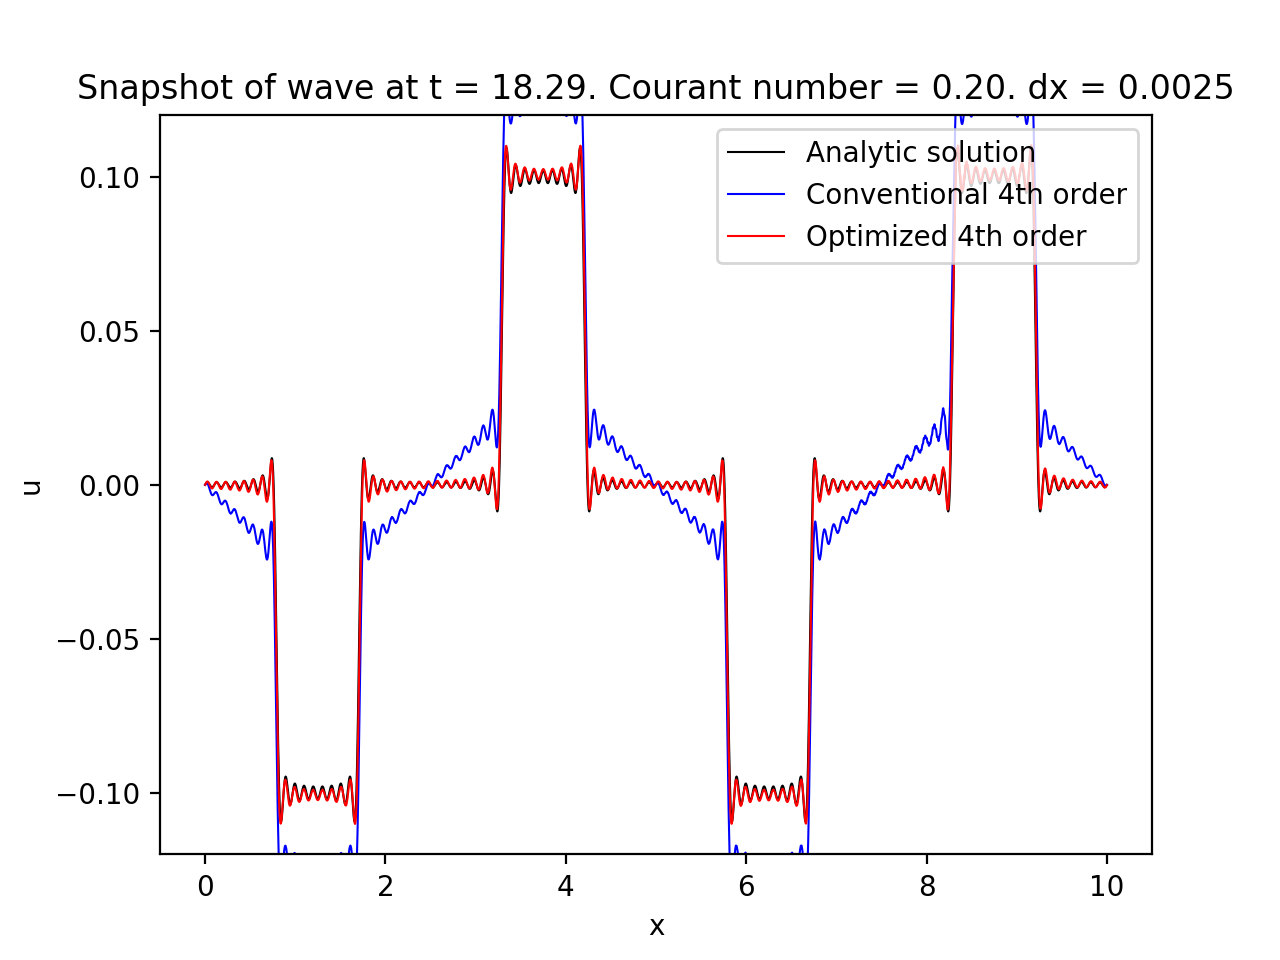 Snapshot of wave at t = 18.29. Courant number = 0.20. dx = 0.0025
Analytic solution
Conventional 4th order
Optimized 4th order
0.10
0.05
0.00
−0.05
−0.10
u
0 2 4 6 8 10
x